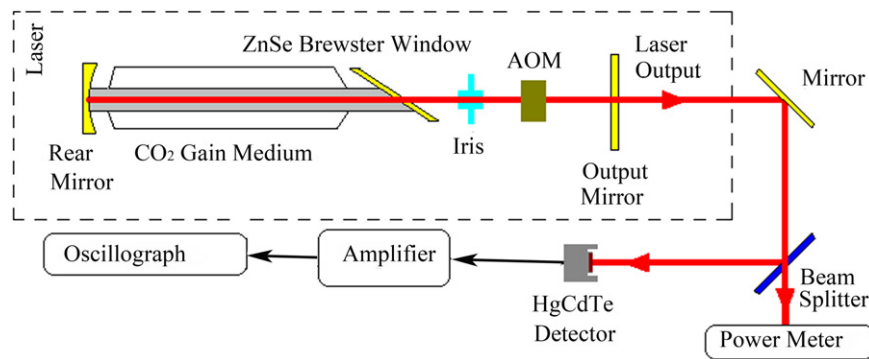 Laser
ZnSe Brewster Window
AOM
Laser
Output
Mirror
Rear
Mirror
CO₂ Gain Medium
Iris
Output
Mirror
Oscillograph
Amplifier
HgCdTe
Detector
Beam
Splitter
Power Meter